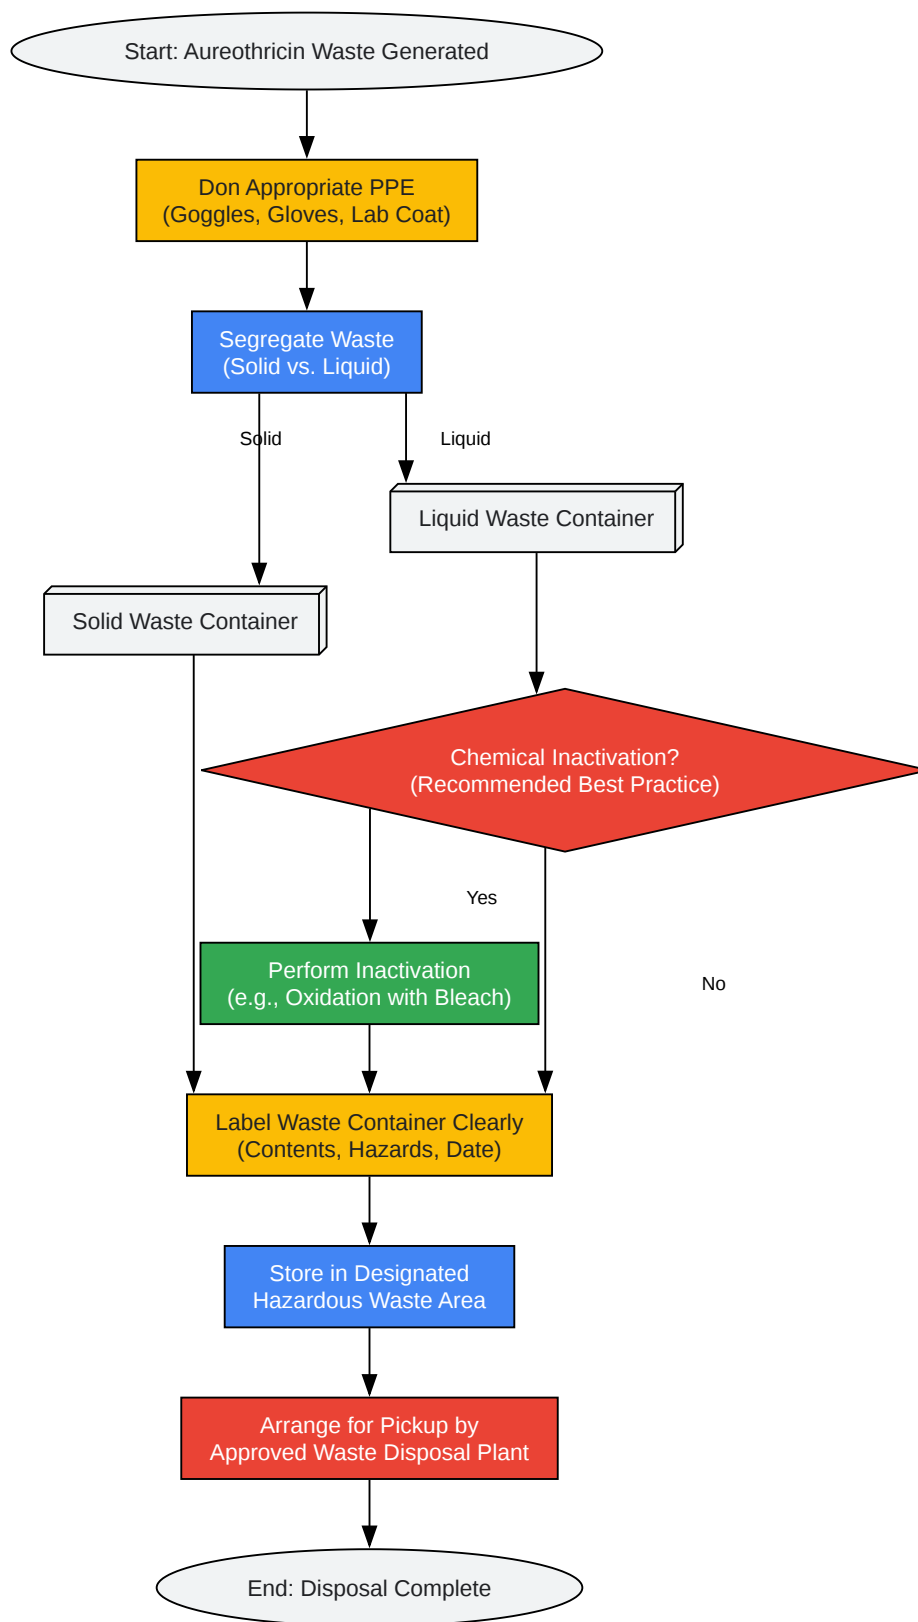 Start: Aureothricin Waste Generated
Don Appropriate PPE
(Goggles, Gloves, Lab Coat)
Segregate Waste
(Solid vs. Liquid)
Solid
Liquid
Liquid Waste Container
Solid Waste Container
Chemical Inactivation?
(Recommended Best Practice)
Yes
Perform Inactivation
(e.g., Oxidation with Bleach)
No
Label Waste Container Clearly
(Contents, Hazards, Date)
Store in Designated
Hazardous Waste Area
Arrange for Pickup by
Approved Waste Disposal Plant
End: Disposal Complete